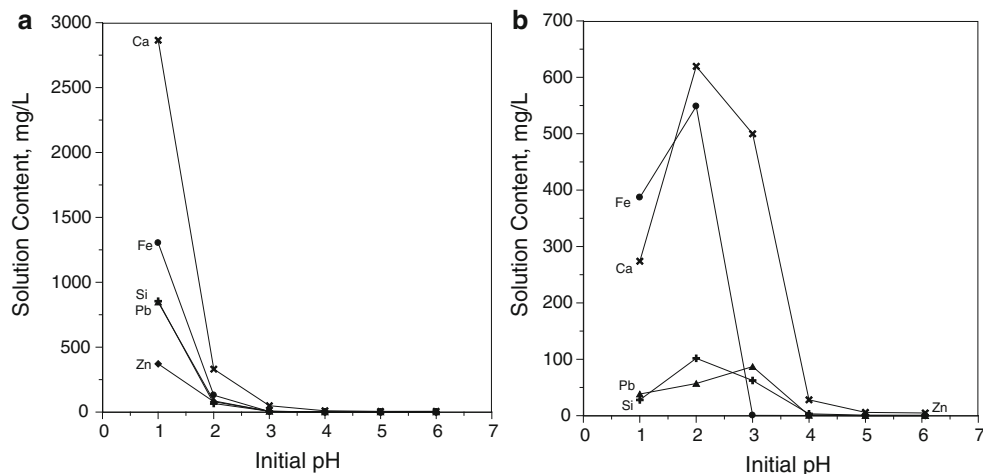 a
3000
2500
2000
1500
1000
500
0
Solution Content, mg/L
Ca
Fe
Si
Pb
Zn
0 1 2 3 4 5 6 7
Initial pH
b
700
600
500
400
300
200
100
0
Solution Content, mg/L
Fe
Ca
Pb
Si
Zn
0 1 2 3 4 5 6 7
Initial pH